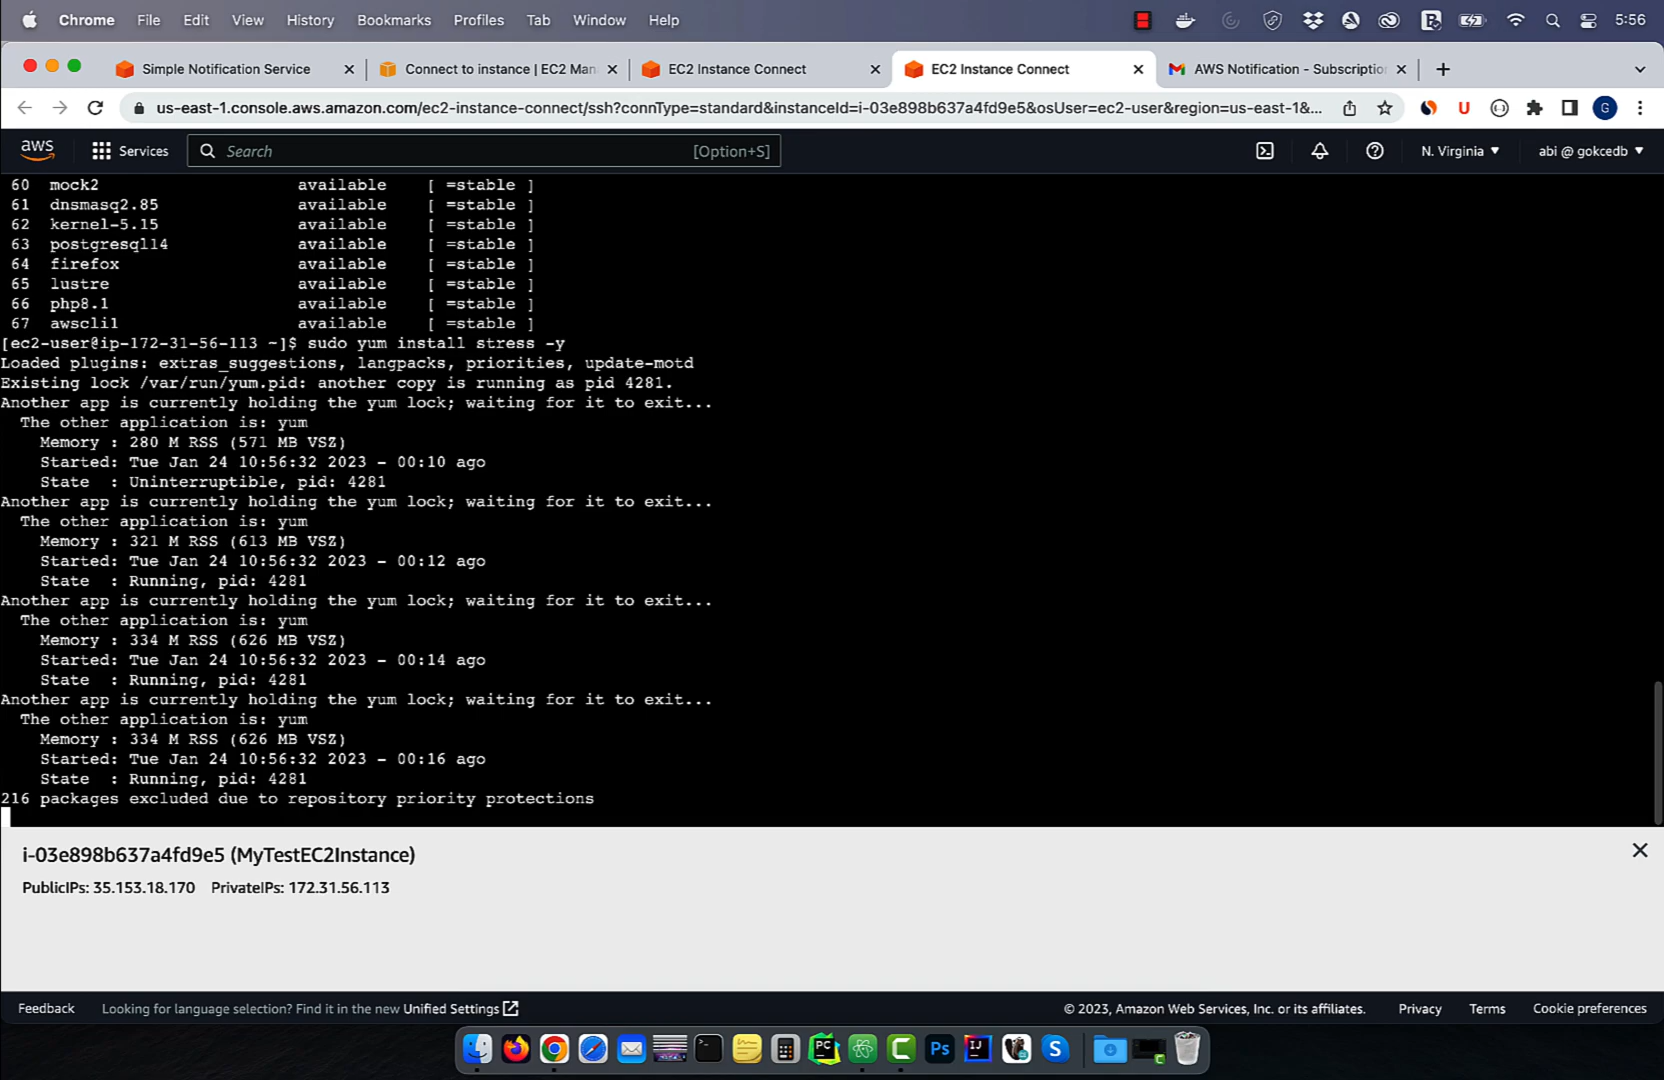 Chrome File Edit View History Bookmarks Profiles Tab Window Help 5:56
Simple Notification Service Connect to instance | EC2 Man EC2 Instance Connect EC2 Instance Connect AWS Notification - Subscriptio
us-east-1.console.aws.amazon.com/ec2-instance-connect/ssh?connType=standard&instanceId=i-03e898b637a4fd9e5&osUser=ec2-user&region=us-east-1&... U G
aws Services Search [Option+S] N. Virginia abi @ gokcedb
60 mock2 available [ =stable ]
61 dnsmasq2.85 available [ =stable ]
62 kernel-5.15 available [ =stable ]
63 postgresql14 available [ =stable ]
64 firefox available [ =stable ]
65 lustre available [ =stable ]
66 php8.1 available [ =stable ]
67 awscli1 available [ =stable ]
[ec2-user@ip-172-31-56-113 ~]$ sudo yum install stress -y
Loaded plugins: extras_suggestions, langpacks, priorities, update-motd
Existing lock /var/run/yum.pid: another copy is running as pid 4281.
Another app is currently holding the yum lock; waiting for it to exit...
The other application is: yum
Memory : 280 M RSS (571 MB VSZ)
Started: Tue Jan 24 10:56:32 2023 - 00:10 ago
State : Uninterruptible, pid: 4281
Another app is currently holding the yum lock; waiting for it to exit...
The other application is: yum
Memory : 321 M RSS (613 MB VSZ)
Started: Tue Jan 24 10:56:32 2023 - 00:12 ago
State : Running, pid: 4281
Another app is currently holding the yum lock; waiting for it to exit...
The other application is: yum
Memory : 334 M RSS (626 MB VSZ)
Started: Tue Jan 24 10:56:32 2023 - 00:14 ago
State : Running, pid: 4281
Another app is currently holding the yum lock; waiting for it to exit...
The other application is: yum
Memory : 334 M RSS (626 MB VSZ)
Started: Tue Jan 24 10:56:32 2023 - 00:16 ago
State : Running, pid: 4281
216 packages excluded due to repository priority protections
i-03e898b637a4fd9e5 (MyTestEC2Instance)
PublicIPs: 35.153.18.170 PrivateIPs: 172.31.56.113
Feedback Looking for language selection? Find it in the new Unified Settings © 2023, Amazon Web Services, Inc. or its affiliates. Privacy Terms Cookie preferences
PC Ps IJ S